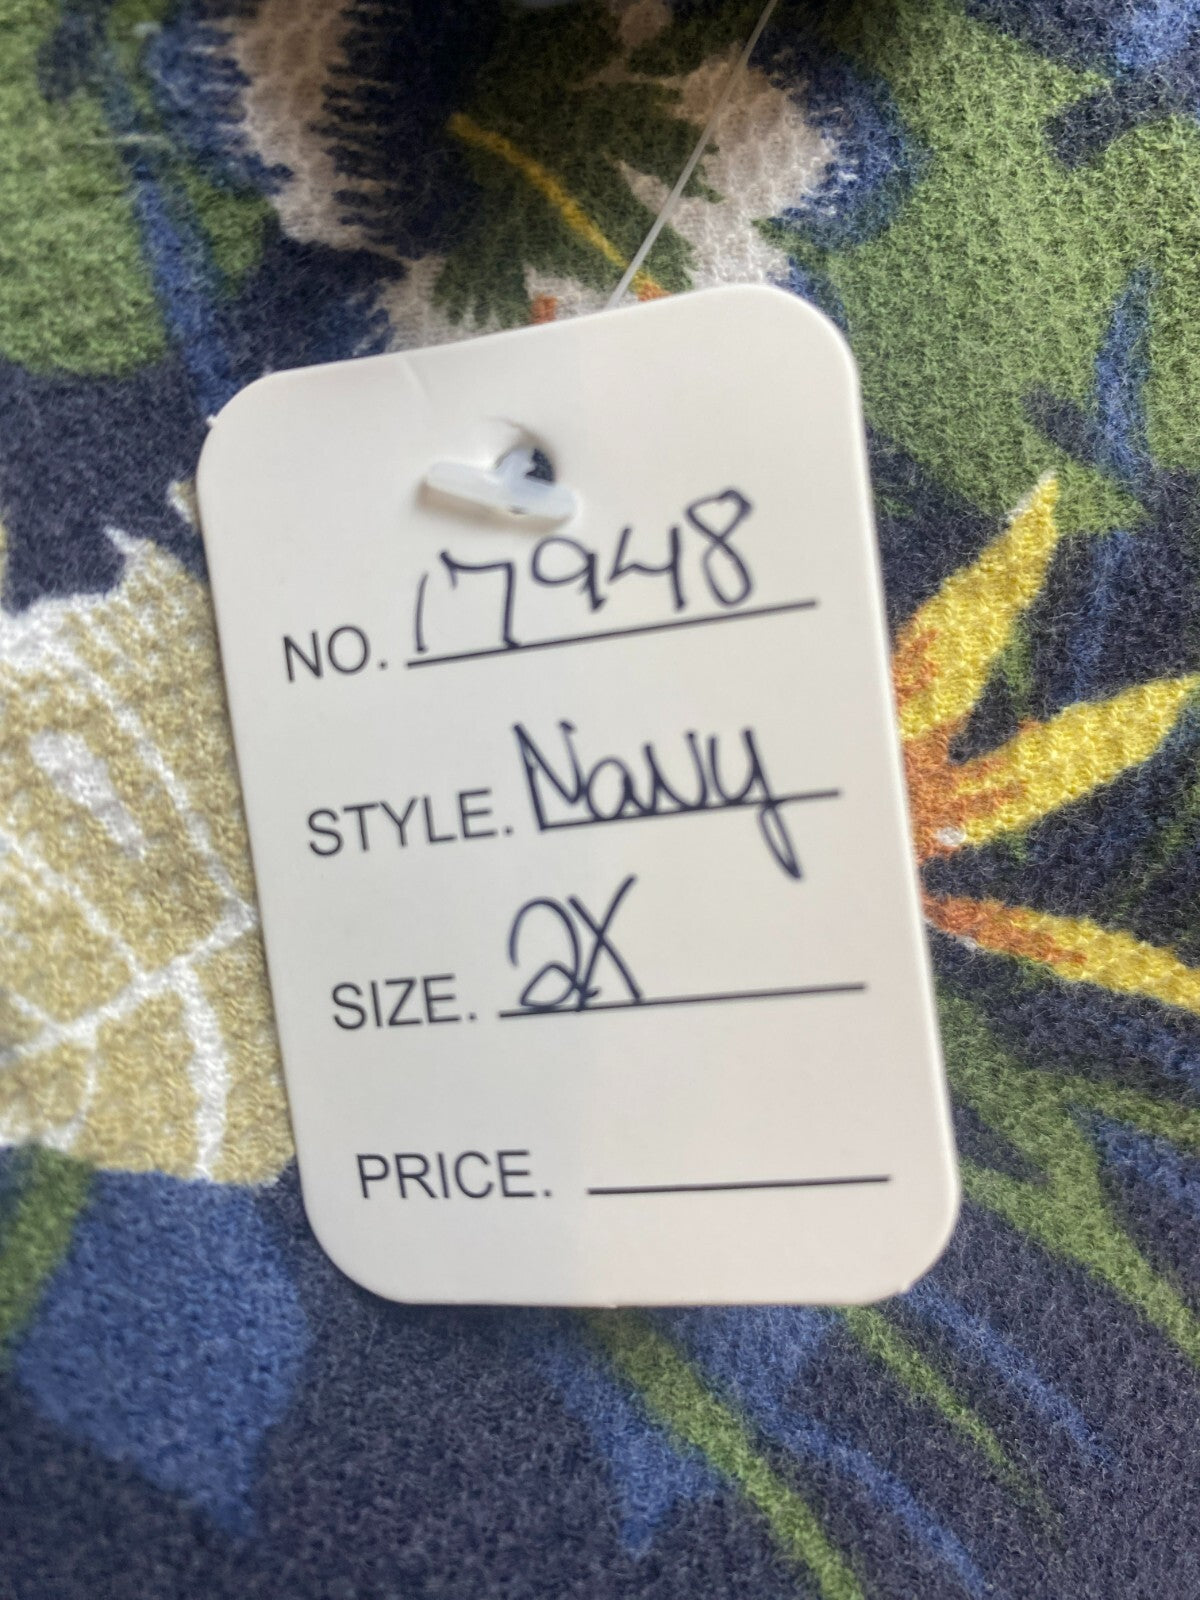 NO. 17948
STYLE. Navy
SIZE. 2X
PRICE.